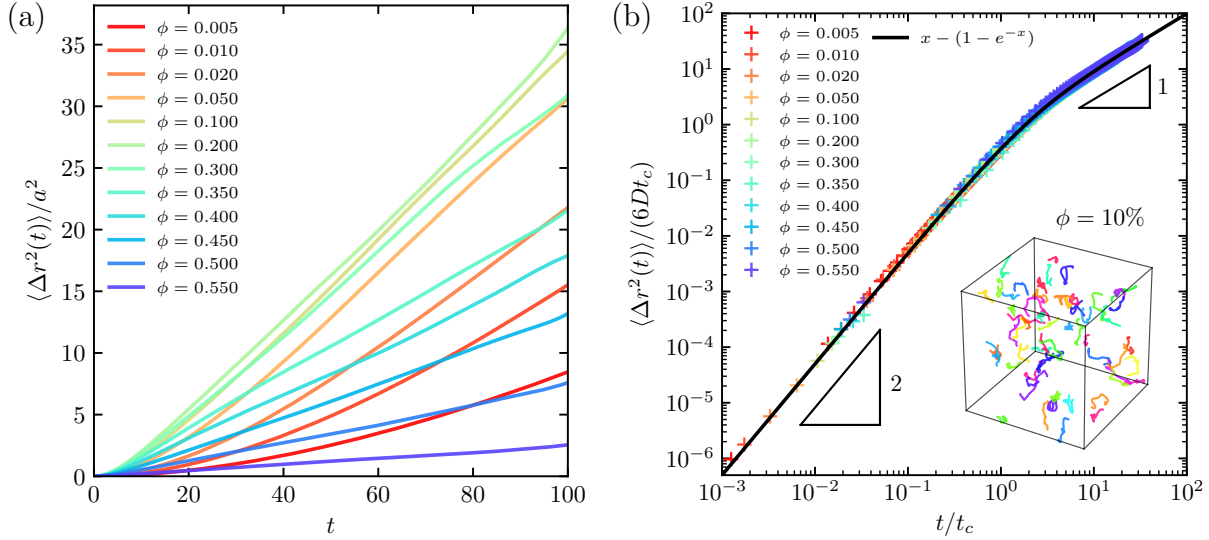 (a)
⟨Δr²(t)⟩/a²
35
30
25
20
15
10
5
0
0 20 40 60 80 100
t
ϕ = 0.005
ϕ = 0.010
ϕ = 0.020
ϕ = 0.050
ϕ = 0.100
ϕ = 0.200
ϕ = 0.300
ϕ = 0.350
ϕ = 0.400
ϕ = 0.450
ϕ = 0.500
ϕ = 0.550
(b)
⟨Δr²(t)⟩/(6Dt_c)
10²
10¹
10⁰
10⁻¹
10⁻²
10⁻³
10⁻⁴
10⁻⁵
10⁻⁶
10⁻³ 10⁻² 10⁻¹ 10⁰ 10¹ 10²
t/t_c
ϕ = 0.005
ϕ = 0.010
ϕ = 0.020
ϕ = 0.050
ϕ = 0.100
ϕ = 0.200
ϕ = 0.300
ϕ = 0.350
ϕ = 0.400
ϕ = 0.450
ϕ = 0.500
ϕ = 0.550
x − (1 − e⁻ˣ)
1
2
ϕ = 10%